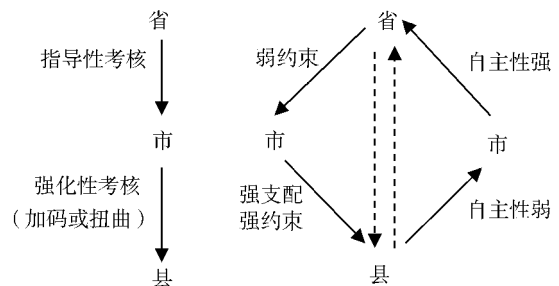 省
指导性考核
市
强化性考核
（加码或扭曲）
县
省
弱约束
自主性强
市
市
强支配
强约束
自主性弱
县